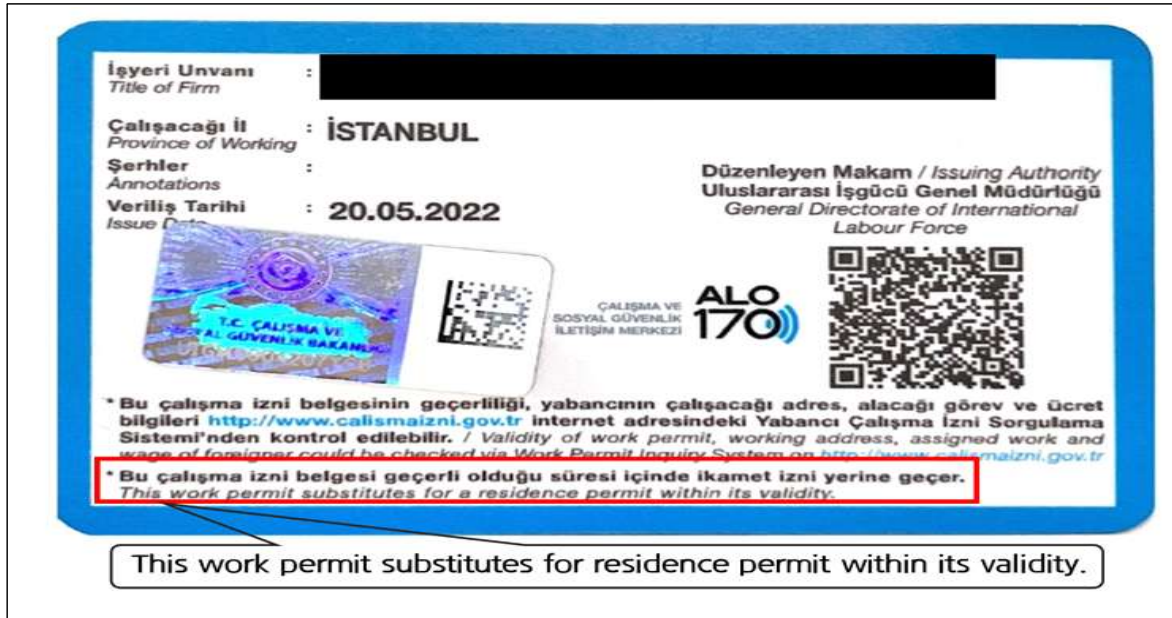 İşyeri Unvanı :
Title of Firm
Çalışacağı İl : İSTANBUL
Province of Working
Şerhler :
Annotations
Veriliş Tarihi : 20.05.2022
Issue
Düzenleyen Makam / Issuing Authority
Uluslararası İşgücü Genel Müdürlüğü
General Directorate of International
Labour Force
T.C. ÇALIŞMA VE
GÜVENLİK BAKANLIĞI
ÇALIŞMA VE
SOSYAL GÜVENLİK
İLETİŞİM MERKEZİ
ALO
170
* Bu çalışma izni belgesinin geçerliliği, yabancının çalışacağı adres, alacağı görev ve ücret
bilgileri http://www.calismaizni.gov.tr internet adresindeki Yabancı Çalışma İzni Sorgulama
Sistemi'nden kontrol edilebilir. / Validity of work permit, working address, assigned work and
wage of foreigner could be checked via Work Permit Inquiry System on http://www.calismaizni.gov.tr
* Bu çalışma izni belgesi geçerli olduğu süresi içinde ikamet izni yerine geçer.
This work permit substitutes for a residence permit within its validity.
This work permit substitutes for residence permit within its validity.